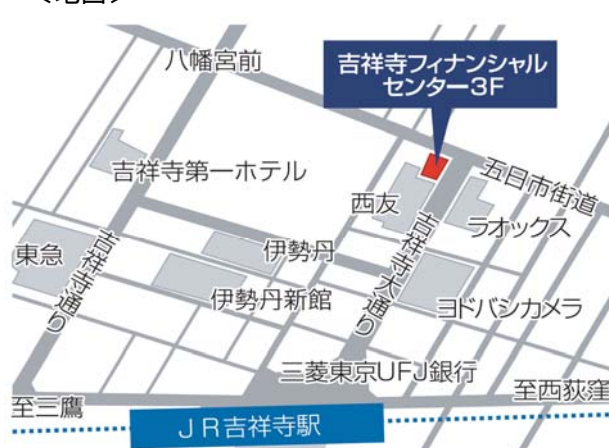 八幡宮前
吉祥寺フィナンシャル
センター3F
五日市街道
吉祥寺第一ホテル
西友
ラオックス
東急
吉祥寺通り
伊勢丹
吉祥寺大通り
伊勢丹新館
ヨドバシカメラ
三菱東京UFJ銀行
至三鷹
至西荻窪
JR吉祥寺駅